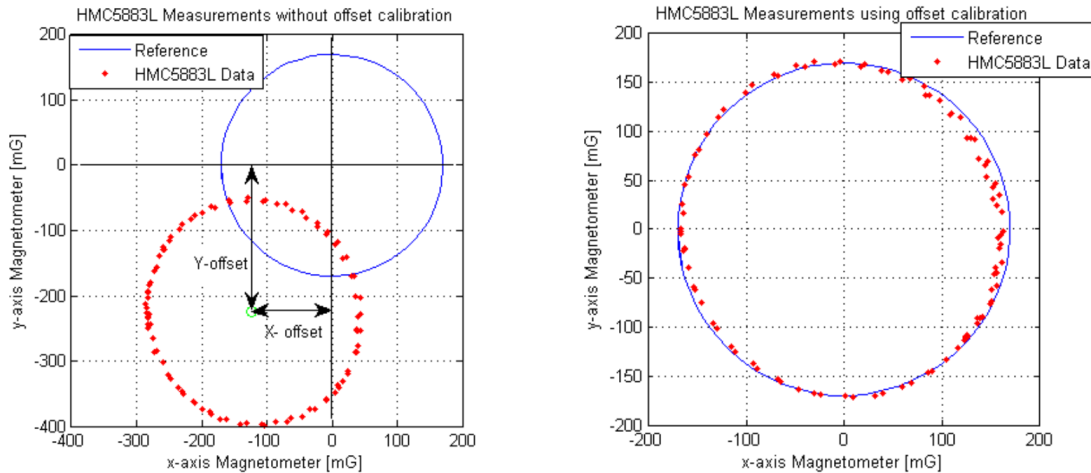 HMC5883L Measurements without offset calibration
200
100
0
-100
-200
-300
-400
-400
-300
-200
-100
0
100
200
y-axis Magnetometer [mG]
x-axis Magnetometer [mG]
Reference
HMC5883L Data
Y-offset
X- offset
HMC5883L Measurements using offset calibration
200
150
100
50
0
-50
-100
-150
-200
-100
0
100
200
y-axis Magnetometer [mG]
x-axis Magnetometer [mG]
Reference
HMC5883L Data